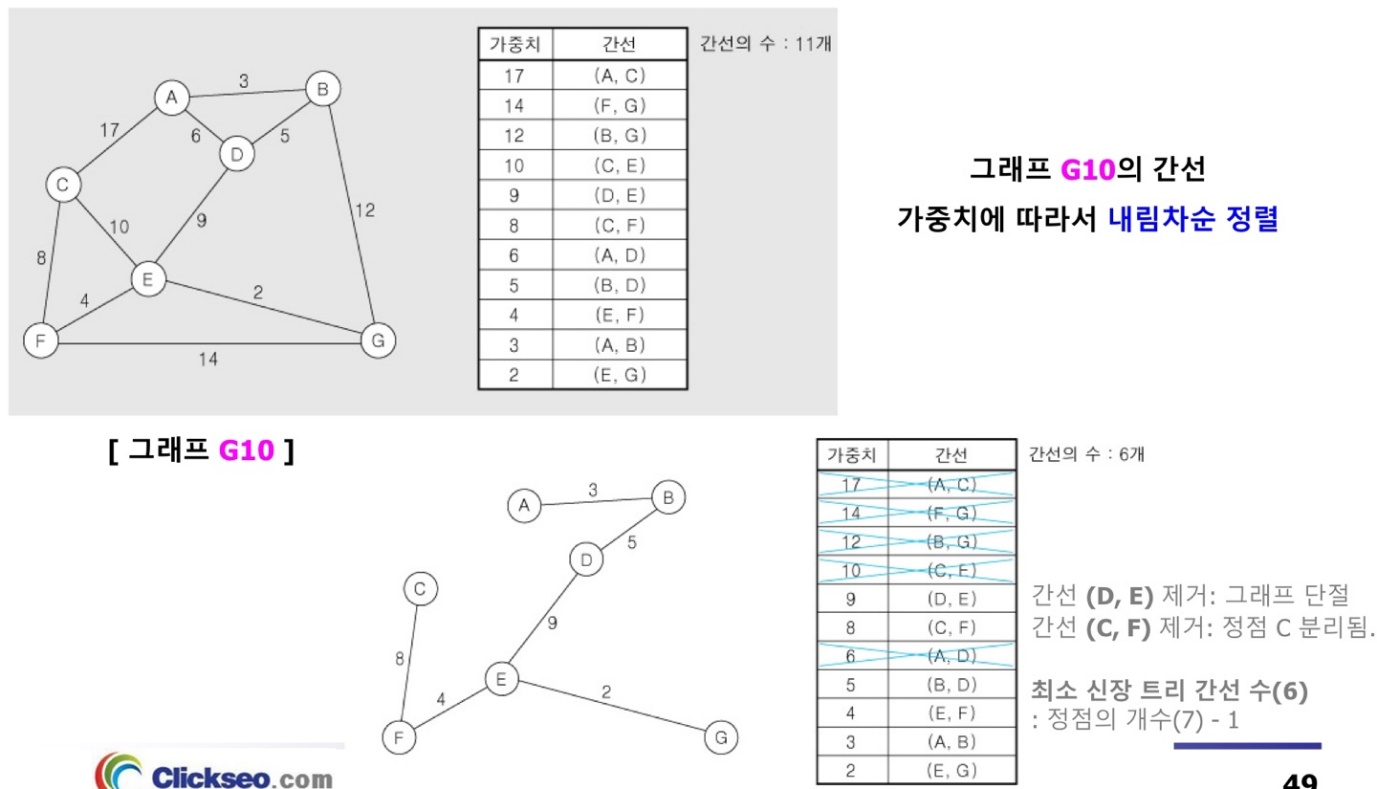 가중치 간선 간선의 수 : 11개
17 (A, C)
14 (F, G)
12 (B, G)
10 (C, E)
9 (D, E)
8 (C, F)
6 (A, D)
5 (B, D)
4 (E, F)
3 (A, B)
2 (E, G)
A
B
C
D
E
F
G
3
17
6
5
12
10
9
8
4
2
14
그래프 G10의 간선
가중치에 따라서 내림차순 정렬
[ 그래프 G10 ]
A
B
D
C
E
F
G
3
5
9
8
4
2
가중치 간선 간선의 수 : 6개
17 (A, C)
14 (F, G)
12 (B, G)
10 (C, E)
9 (D, E)
8 (C, F)
6 (A, D)
5 (B, D)
4 (E, F)
3 (A, B)
2 (E, G)
간선 (D, E) 제거: 그래프 단절
간선 (C, F) 제거: 정점 C 분리됨.
최소 신장 트리 간선 수(6)
: 정점의 개수(7) - 1
Clickseo.com
49